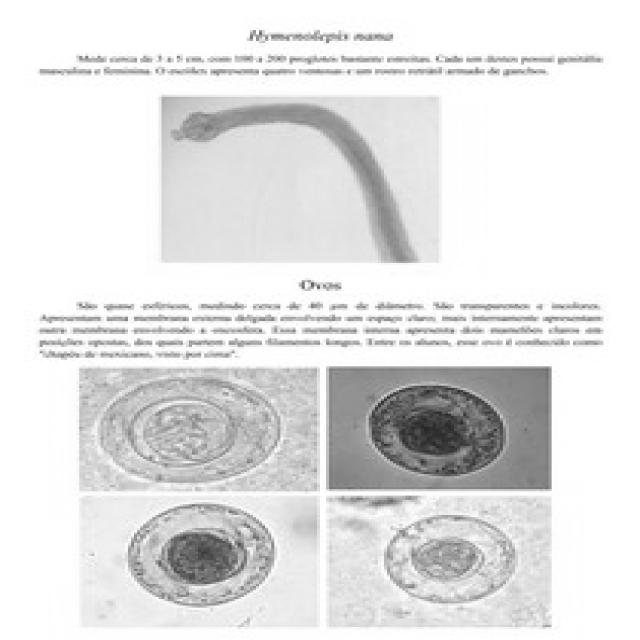 Hymenolepis nana
Mede cerca de 3 a 5 cm, com 100 a 200 proglotes bastante estreitas. Cada um destes possui genitália
masculina e feminina. O escólex apresenta quatro ventosas e um rostro retrátil armado de ganchos.
Ovos
São quase esféricos, medindo cerca de 40 µm de diâmetro. São transparentes e incolores.
Apresentam uma membrana externa delgada envolvendo um espaço claro; mais internamente apresentam
outra membrana envolvendo a oncosfera. Essa membrana interna apresenta dois mamelões claros em
posições opostas, dos quais partem alguns filamentos longos. Entre os alunos, esse ovo é conhecido como
"chapéu de mexicano, visto por cima".